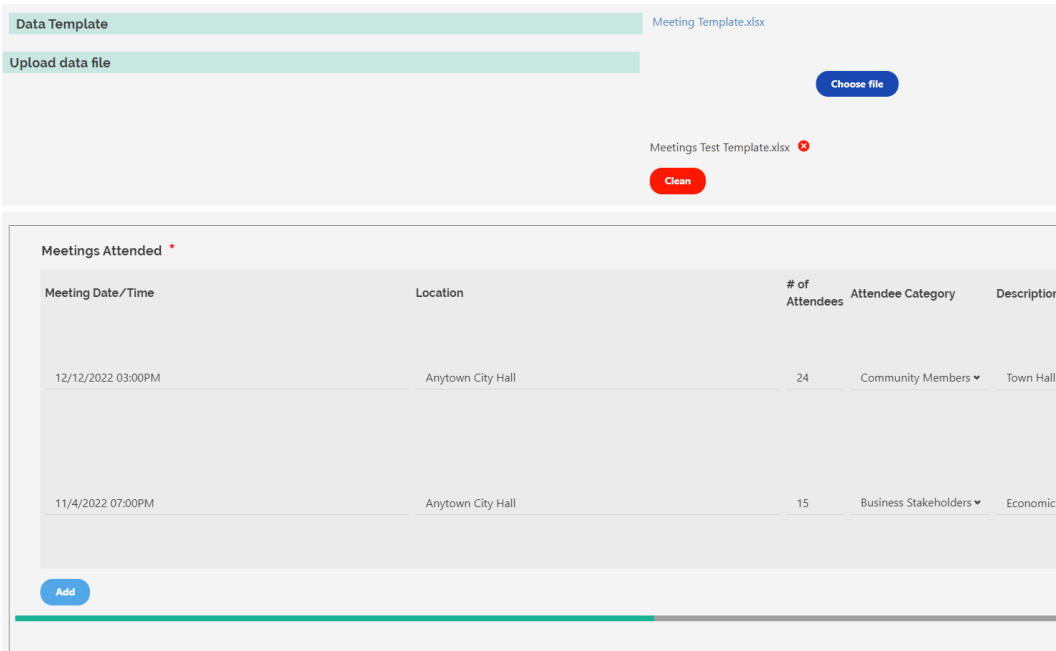 Data Template
Meeting Template.xlsx
Upload data file
Choose file
Meetings Test Template.xlsx
Clean
Meetings Attended *
Meeting Date/Time Location # of Attendees Attendee Category Description
12/12/2022 03:00PM Anytown City Hall 24 Community Members Town Hall
11/4/2022 07:00PM Anytown City Hall 15 Business Stakeholders Economic
Add